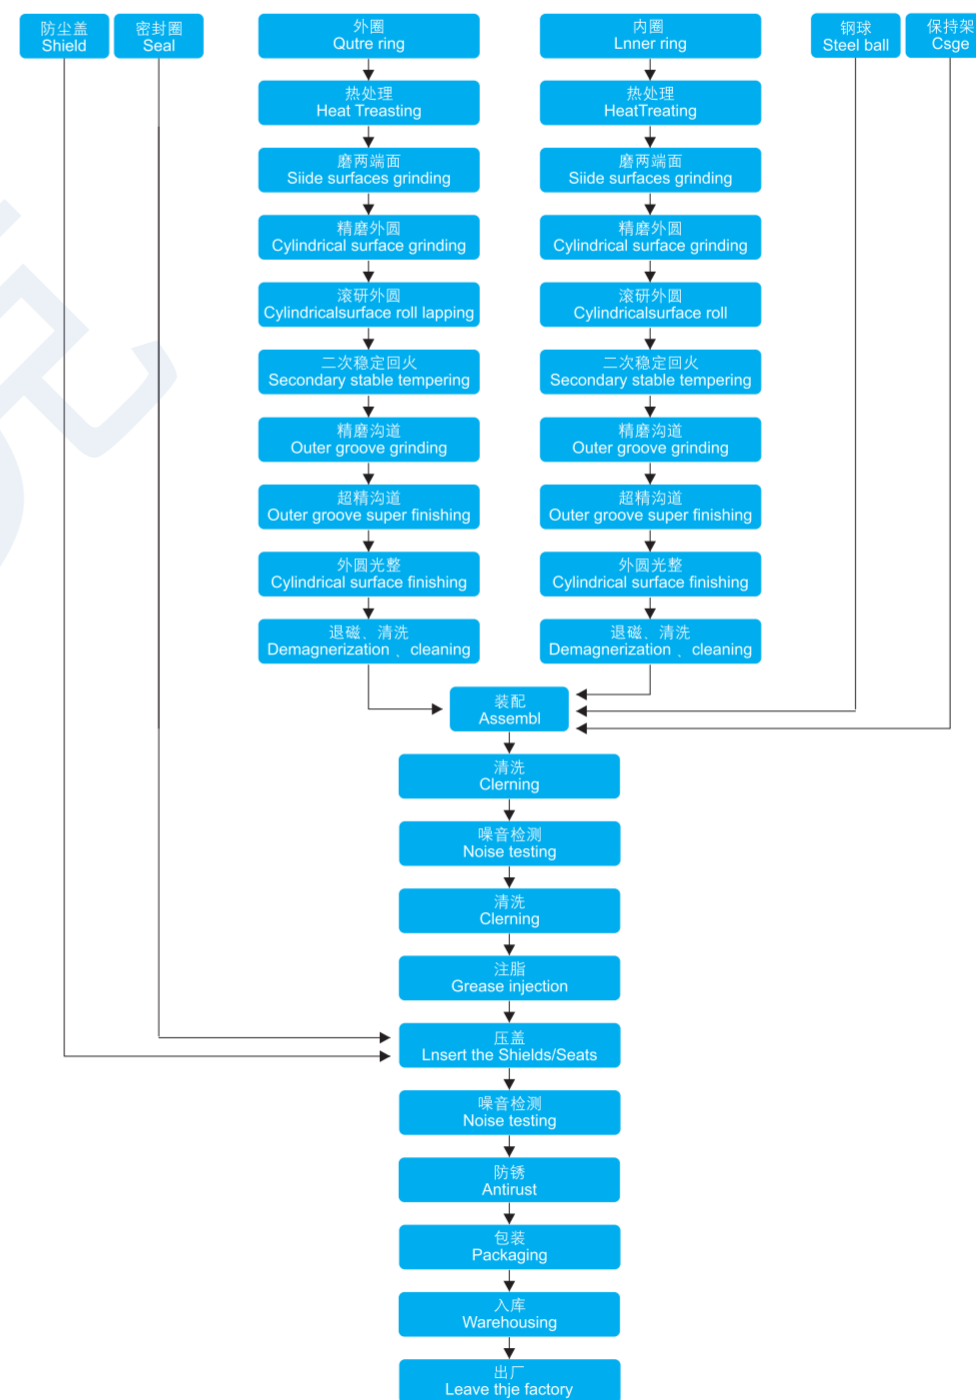 防尘盖
Shield
密封圈
Seal
外圈
Qutre ring
内圈
Lnner ring
钢球
Steel ball
保持架
Csge
热处理
Heat Treasting
热处理
HeatTreating
磨两端面
Siide surfaces grinding
磨两端面
Siide surfaces grinding
精磨外圆
Cylindrical surface grinding
精磨外圆
Cylindrical surface grinding
滚研外圆
Cylindricalsurface roll lapping
滚研外圆
Cylindricalsurface roll
二次稳定回火
Secondary stable tempering
二次稳定回火
Secondary stable tempering
精磨沟道
Outer groove grinding
精磨沟道
Outer groove grinding
超精沟道
Outer groove super finishing
超精沟道
Outer groove super finishing
外圆光整
Cylindrical surface finishing
外圆光整
Cylindrical surface finishing
退磁、清洗
Demagnerization 、cleaning
退磁、清洗
Demagnerization 、cleaning
装配
Assembl
清洗
Clerning
噪音检测
Noise testing
清洗
Clerning
注脂
Grease injection
压盖
Lnsert the Shields/Seats
噪音检测
Noise testing
防锈
Antirust
包装
Packaging
入库
Warehousing
出厂
Leave thje factory